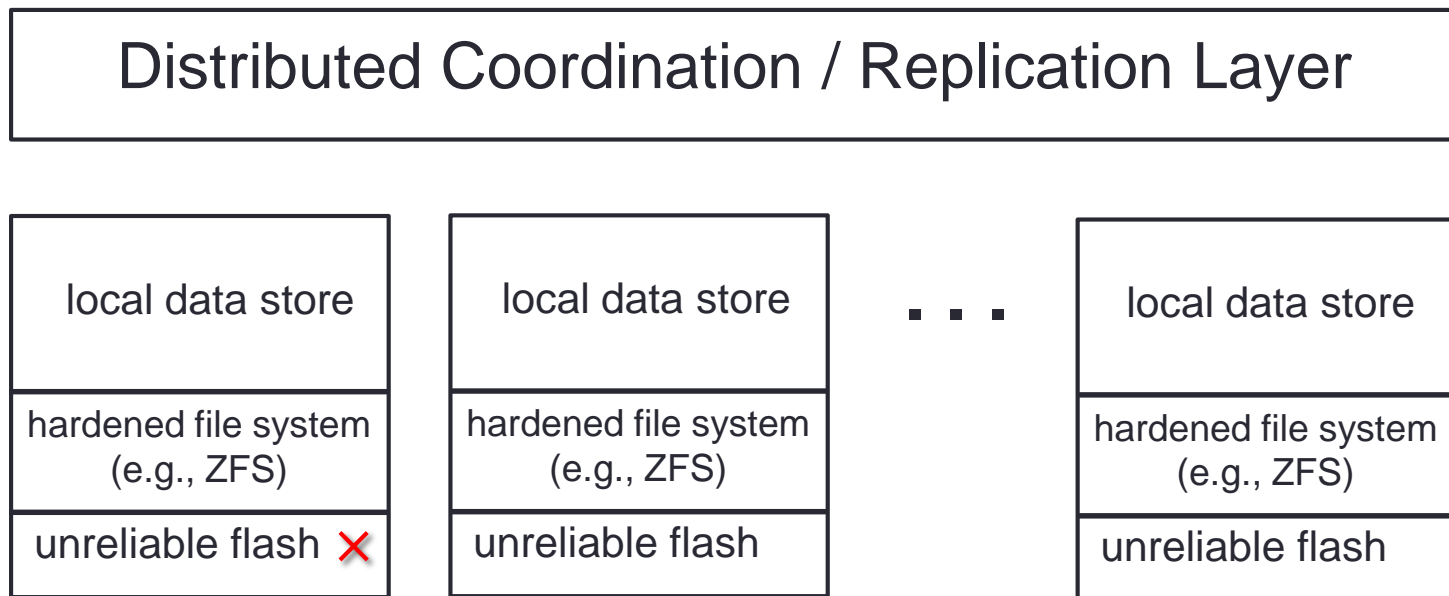 Distributed Coordination / Replication Layer
local data store
hardened file system
(e.g., ZFS)
unreliable flash
local data store
hardened file system
(e.g., ZFS)
unreliable flash
. . .
local data store
hardened file system
(e.g., ZFS)
unreliable flash